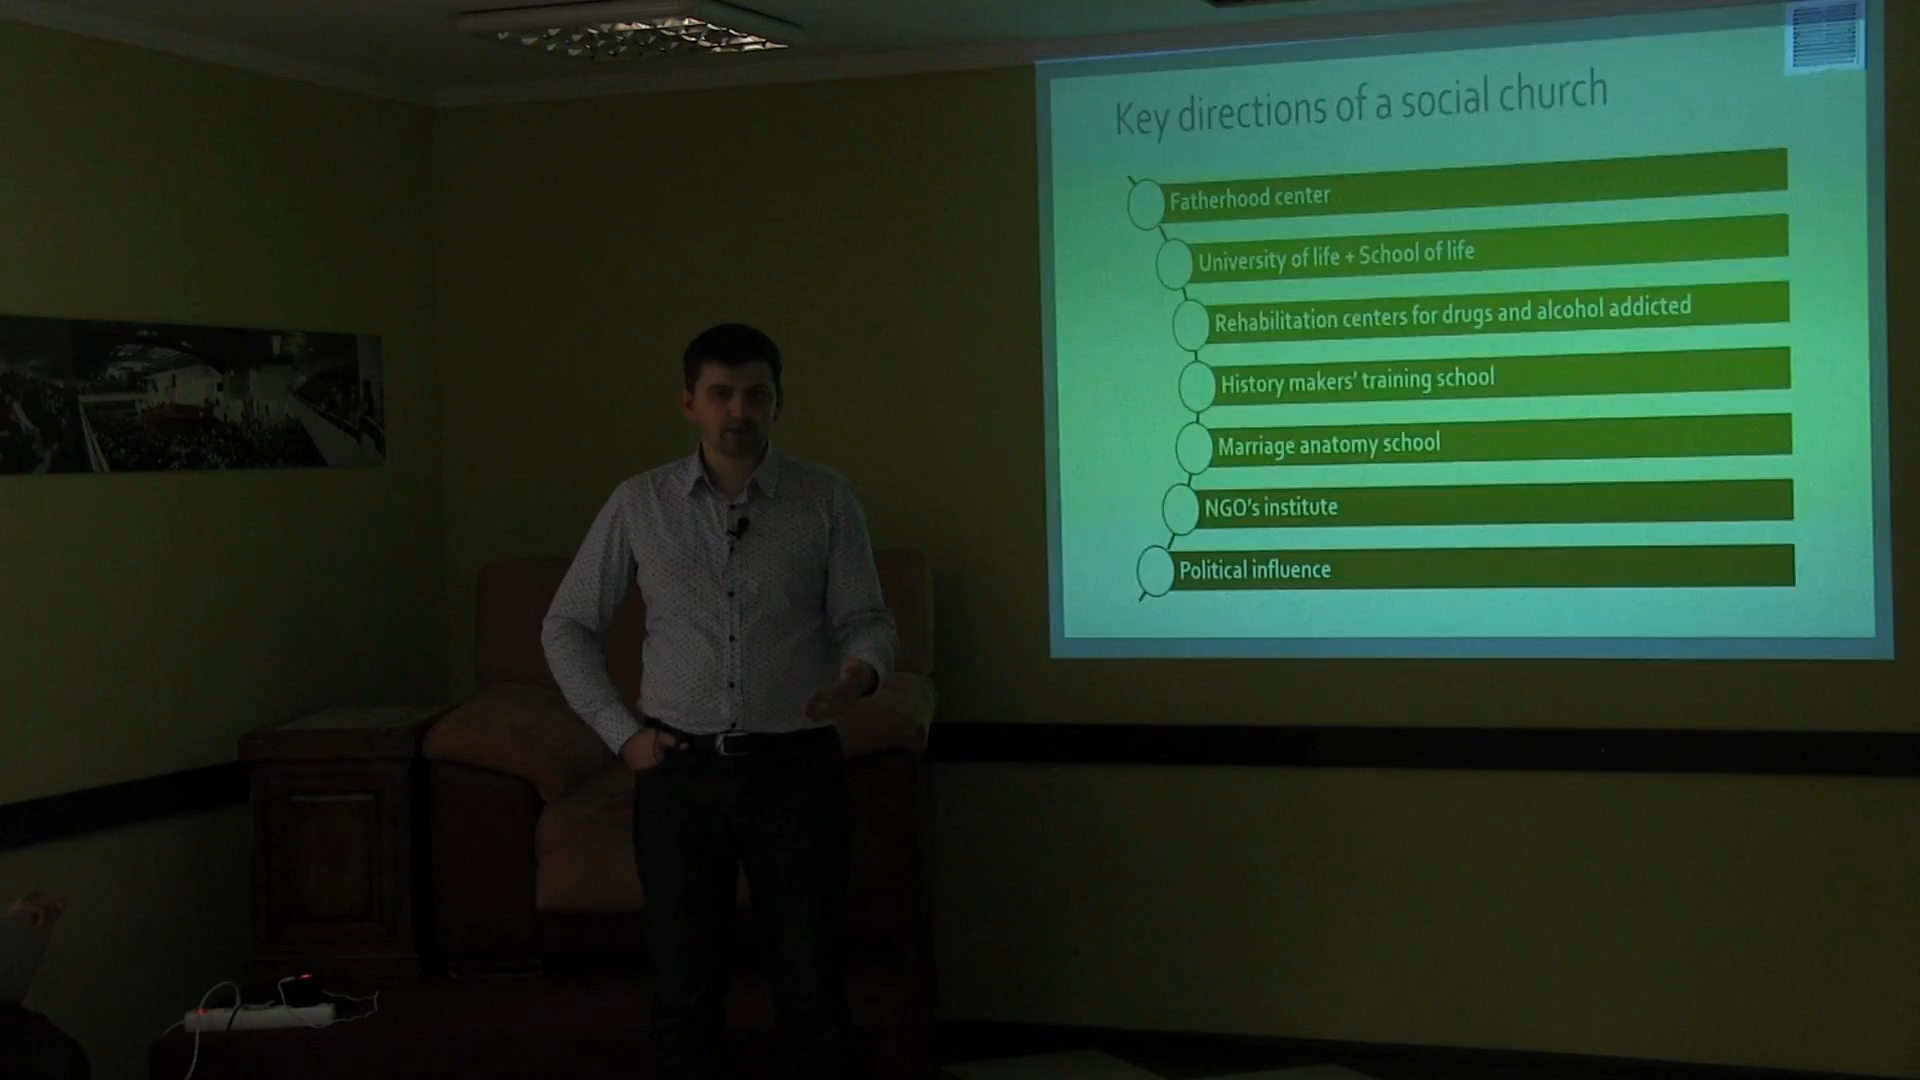 Key directions of a social church
Fatherhood center
University of life + School of life
Rehabilitation centers for drugs and alcohol addicted
History makers' training school
Marriage anatomy school
NGO's institute
Political influence